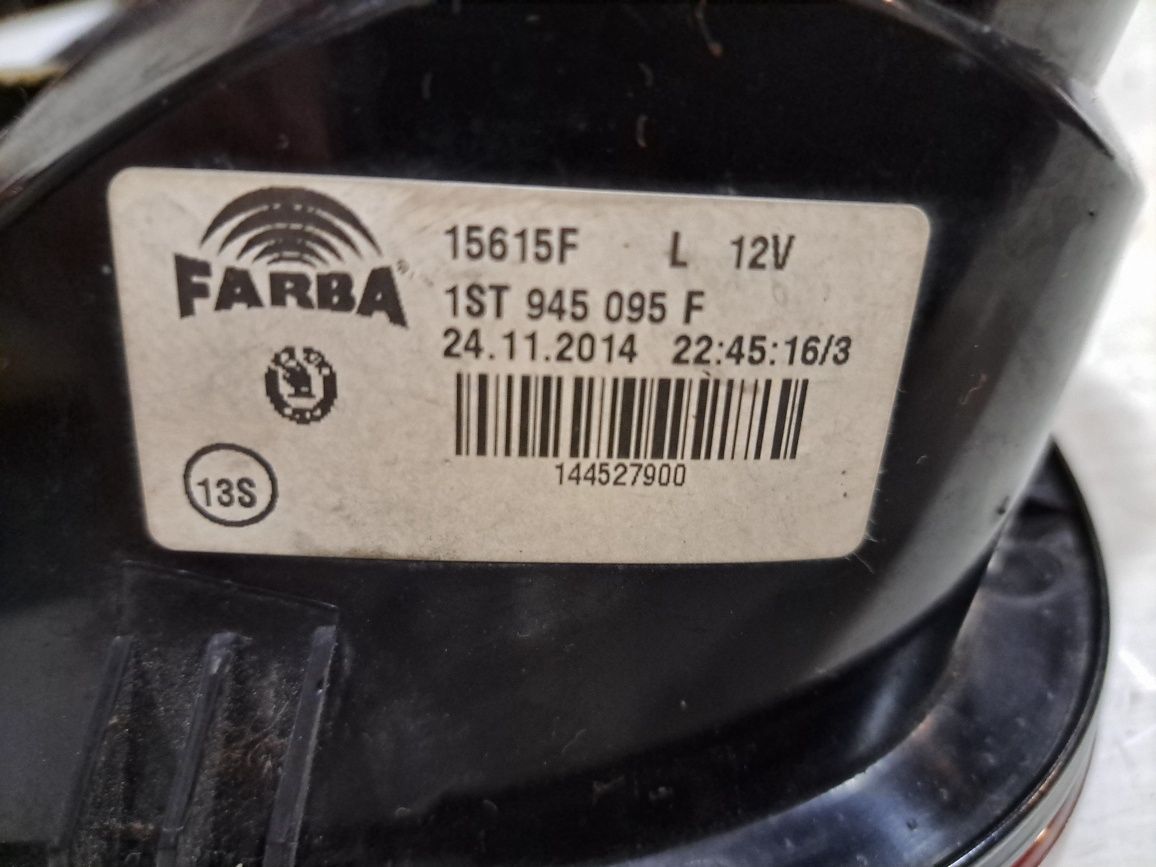 FARBA®
15615F L 12V
1ST 945 095 F
24.11.2014 22:45:16/3
144527900
13S